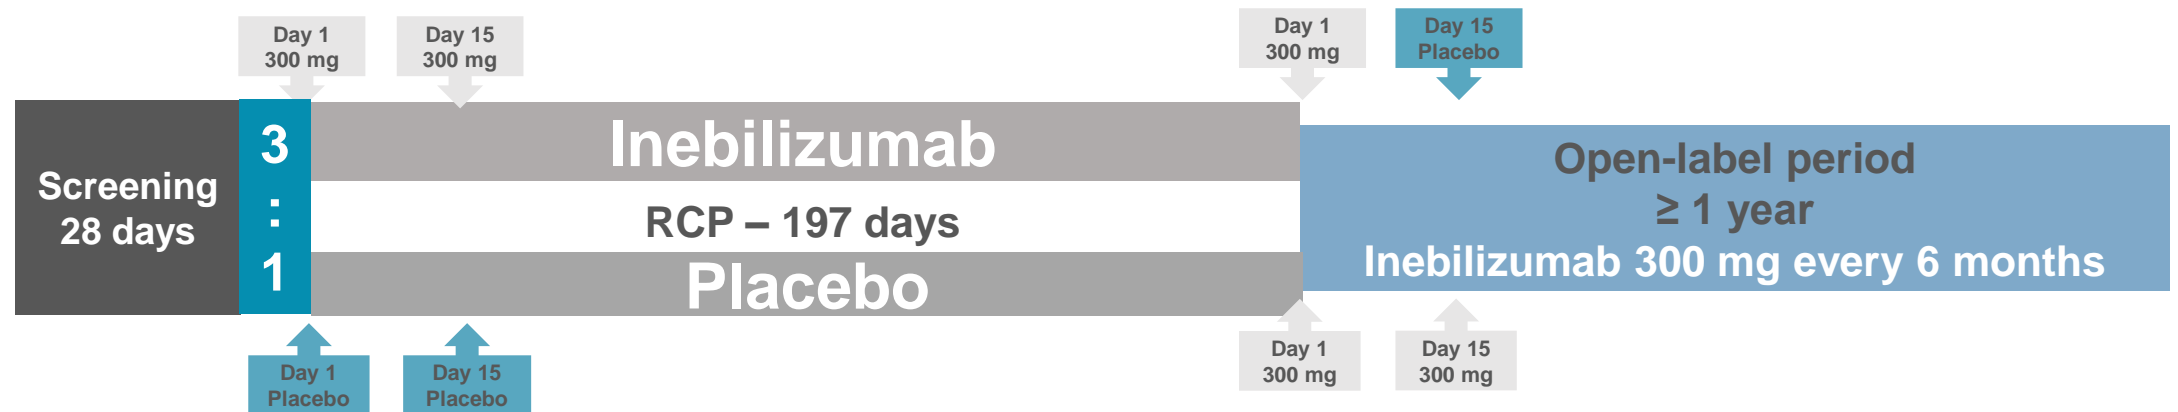 Day 1
300 mg
Day 15
300 mg
Day 1
300 mg
Day 15
Placebo
Screening
28 days
3
:
1
Inebilizumab
RCP – 197 days
Placebo
Open-label period
≥ 1 year
Inebilizumab 300 mg every 6 months
Day 1
Placebo
Day 15
Placebo
Day 1
300 mg
Day 15
300 mg